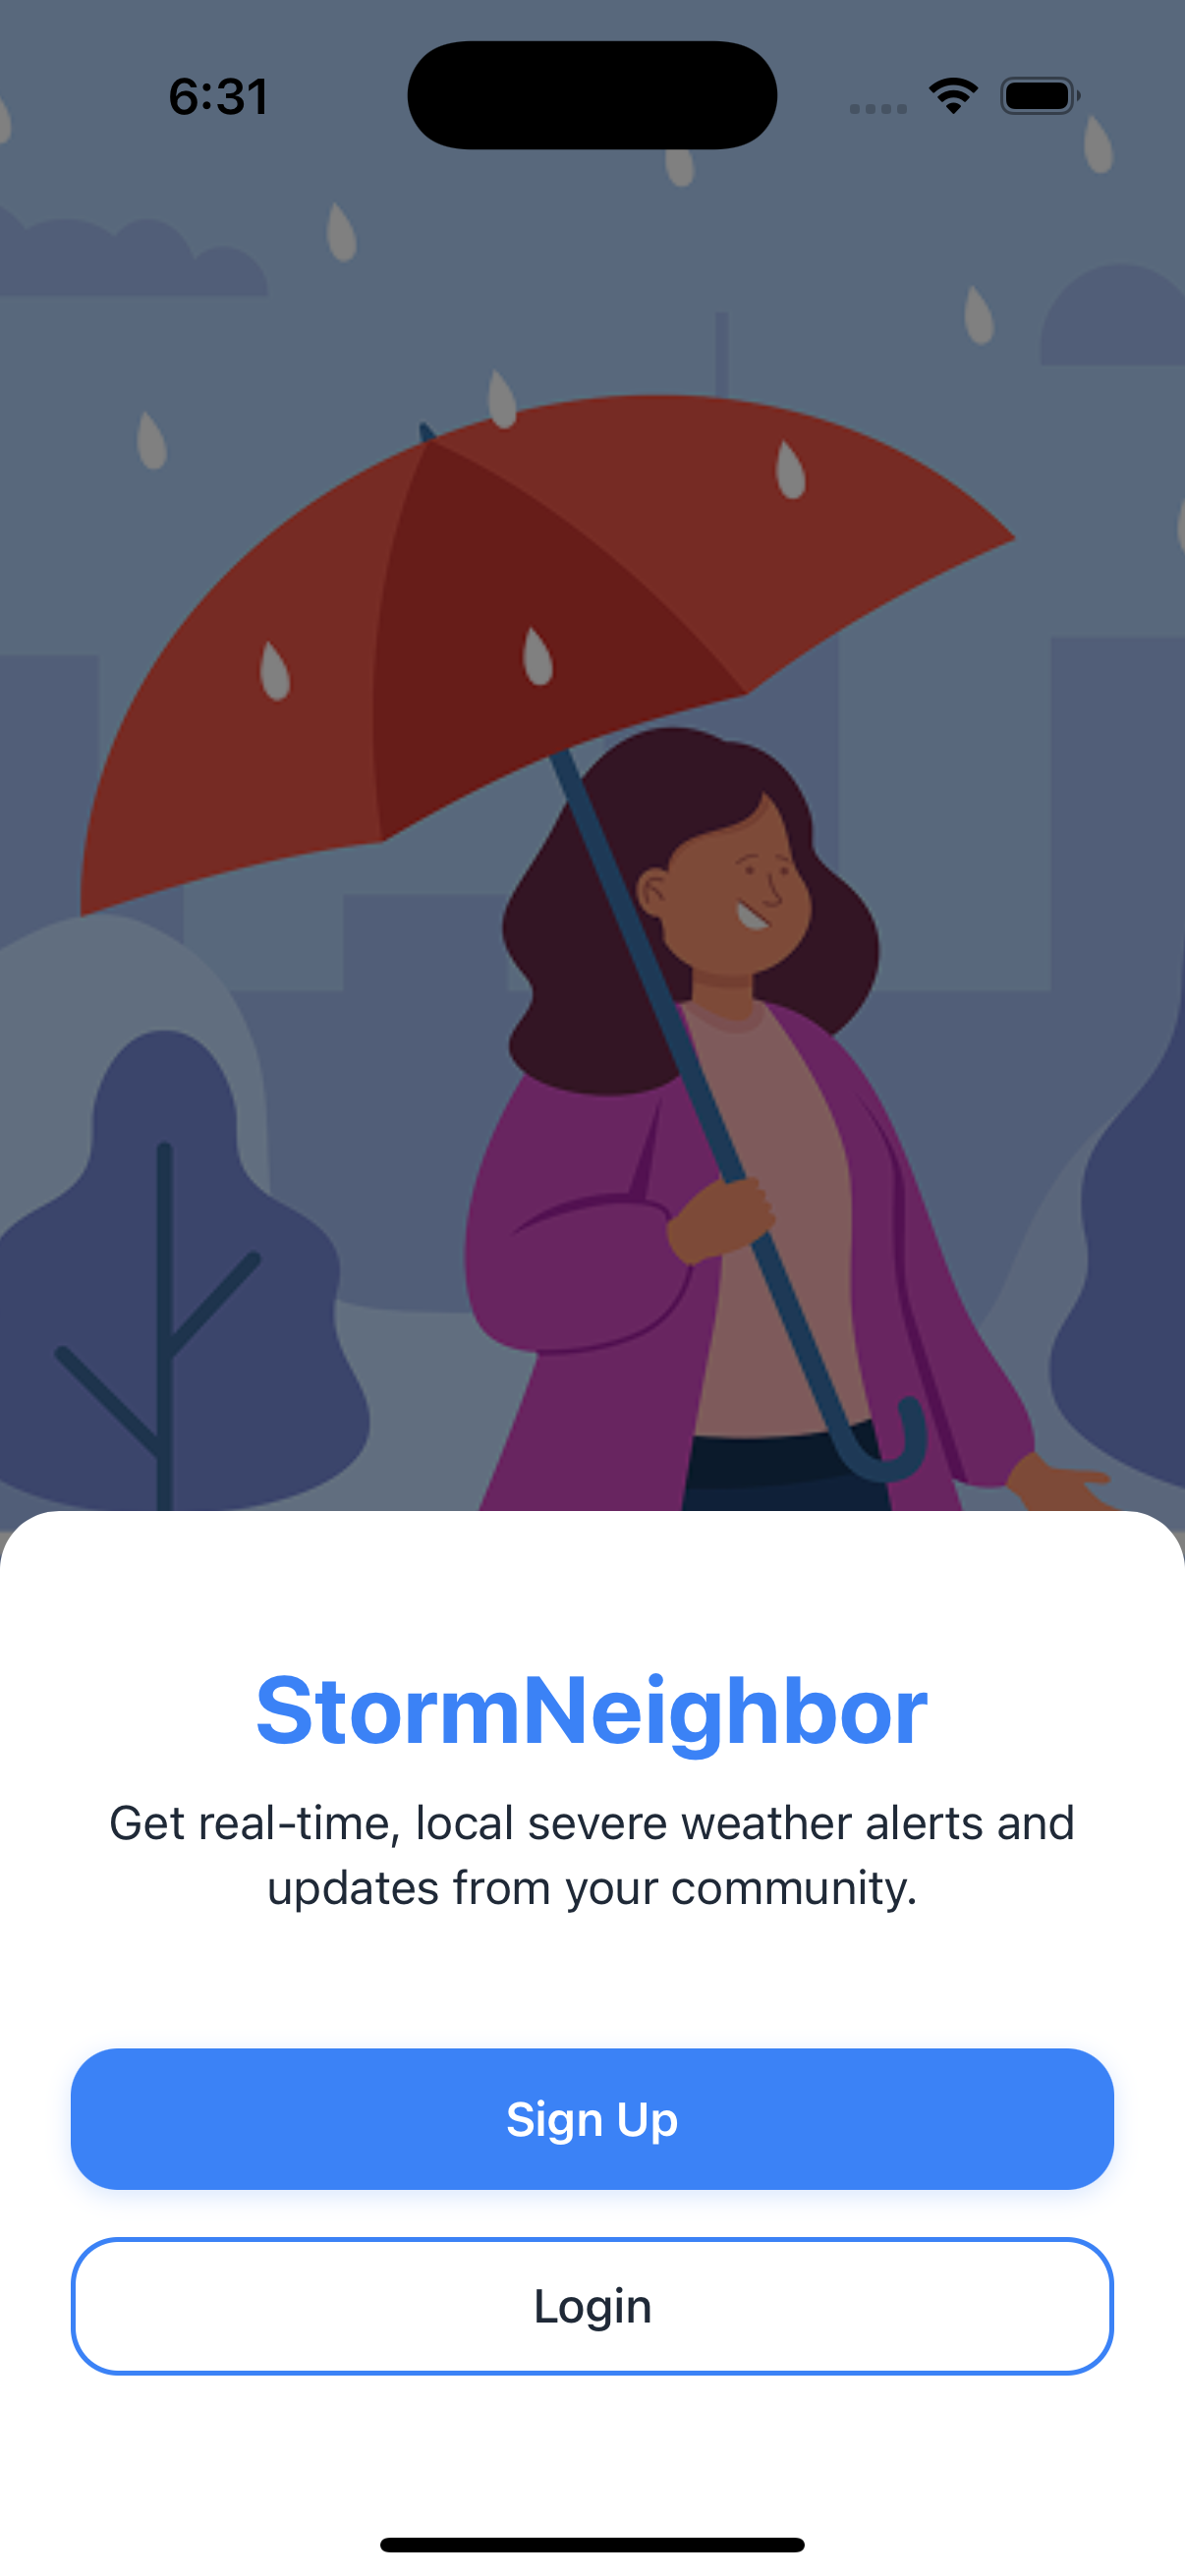 6:31
StormNeighbor
Get real-time, local severe weather alerts and
updates from your community.
Sign Up
Login